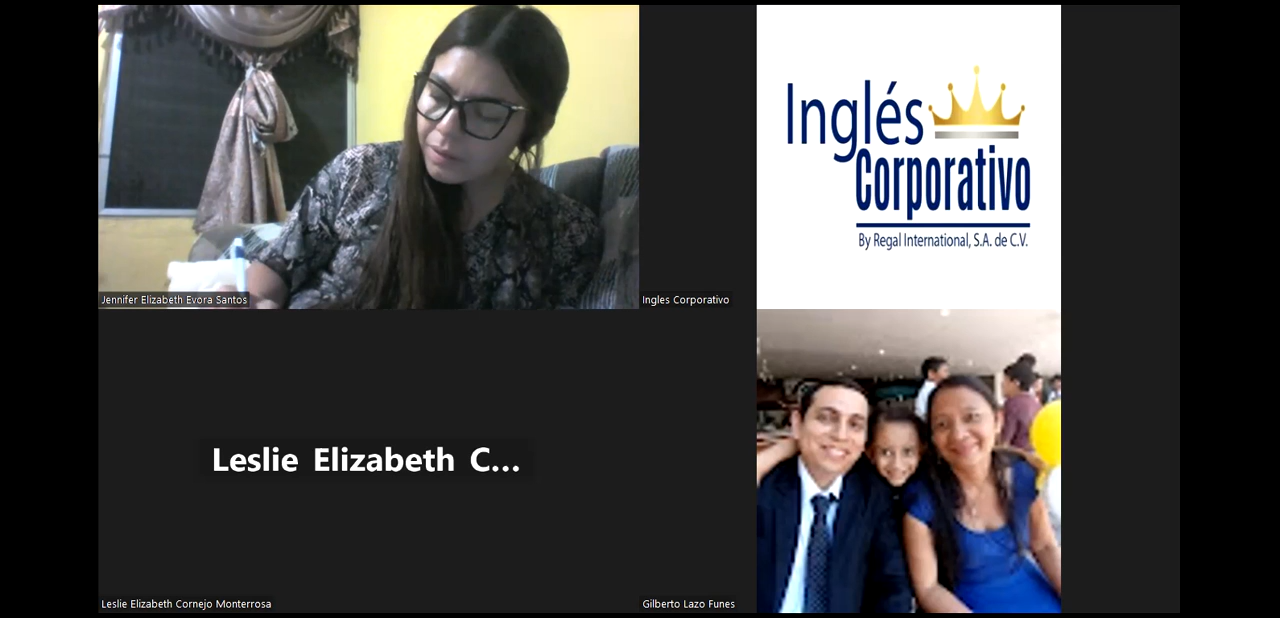 Inglés
Corporativo
By Regal International, S.A. de C.V.
Jennifer Elizabeth Evora Santos
Ingles Corporativo
Leslie Elizabeth C...
Leslie Elizabeth Cornejo Monterrosa
Gilberto Lazo Funes